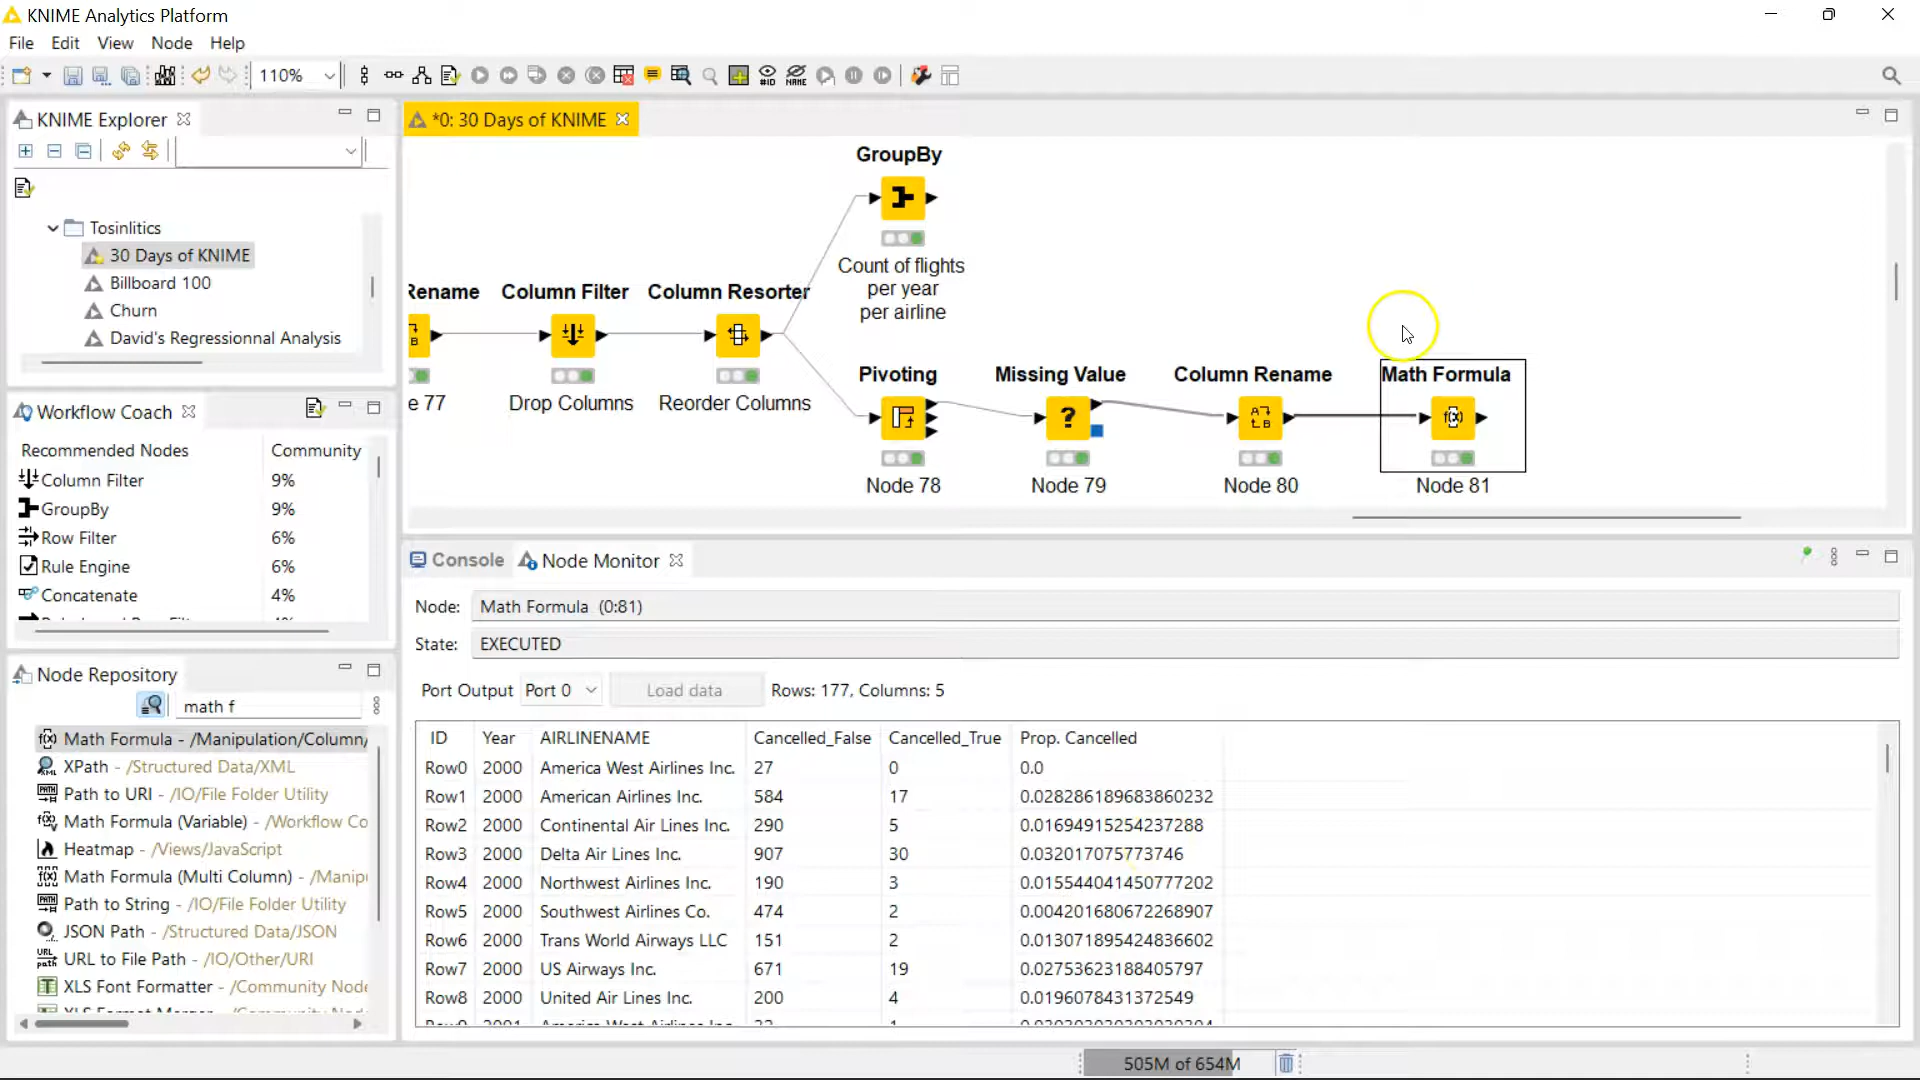 KNIME Analytics Platform
File Edit View Node Help
110%
#ID NAME
KNIME Explorer
Tosinlitics
30 Days of KNIME
Billboard 100
Churn
David's Regressionnal Analysis
Workflow Coach
Recommended Nodes Community
Column Filter 9%
GroupBy 9%
Row Filter 6%
Rule Engine 6%
Concatenate 4%
Node Repository
math f
Math Formula - /Manipulation/Column/
XPath - /Structured Data/XML
Path to URI - /IO/File Folder Utility
Math Formula (Variable) - /Workflow Co
Heatmap - /Views/JavaScript
Math Formula (Multi Column) - /Manip
Path to String - /IO/File Folder Utility
JSON Path - /Structured Data/JSON
URL to File Path - /IO/Other/URI
XLS Font Formatter - /Community Node
*0: 30 Days of KNIME
GroupBy
Count of flights
per year
per airline
Rename Column Filter Column Resorter
e 77 Drop Columns Reorder Columns
Pivoting Missing Value Column Rename Math Formula
Node 78 Node 79 Node 80 Node 81
Console Node Monitor
Node: Math Formula (0:81)
State: EXECUTED
Port Output Port 0 Load data Rows: 177, Columns: 5
ID Year AIRLINENAME Cancelled_False Cancelled_True Prop. Cancelled
Row0 2000 America West Airlines Inc. 27 0 0.0
Row1 2000 American Airlines Inc. 584 17 0.028286189683860232
Row2 2000 Continental Air Lines Inc. 290 5 0.01694915254237288
Row3 2000 Delta Air Lines Inc. 907 30 0.032017075773746
Row4 2000 Northwest Airlines Inc. 190 3 0.015544041450777202
Row5 2000 Southwest Airlines Co. 474 2 0.004201680672268907
Row6 2000 Trans World Airways LLC 151 2 0.013071895424836602
Row7 2000 US Airways Inc. 671 19 0.02753623188405797
Row8 2000 United Air Lines Inc. 200 4 0.0196078431372549
505M of 654M